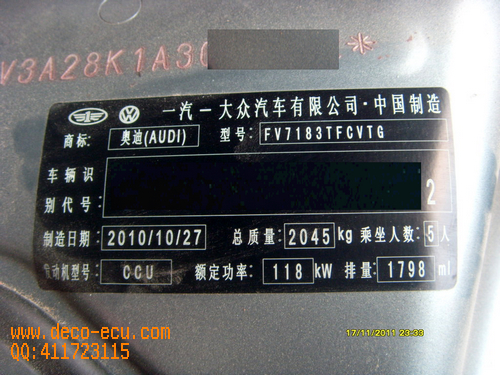 V3A28K1A3 *
一汽一大众汽车有限公司·中国制造
商标: 奥迪(AUDI) 型号: FV7183TFCVTG
车辆识
别代号: 2
制造日期: 2010/10/27 总质量: 2045 kg 乘坐人数: 5 人
发动机型号: CCU 额定功率: 118 kW 排量: 1798 ml
www.deco-ecu.com
QQ:411723115
17/11/2011 23:33